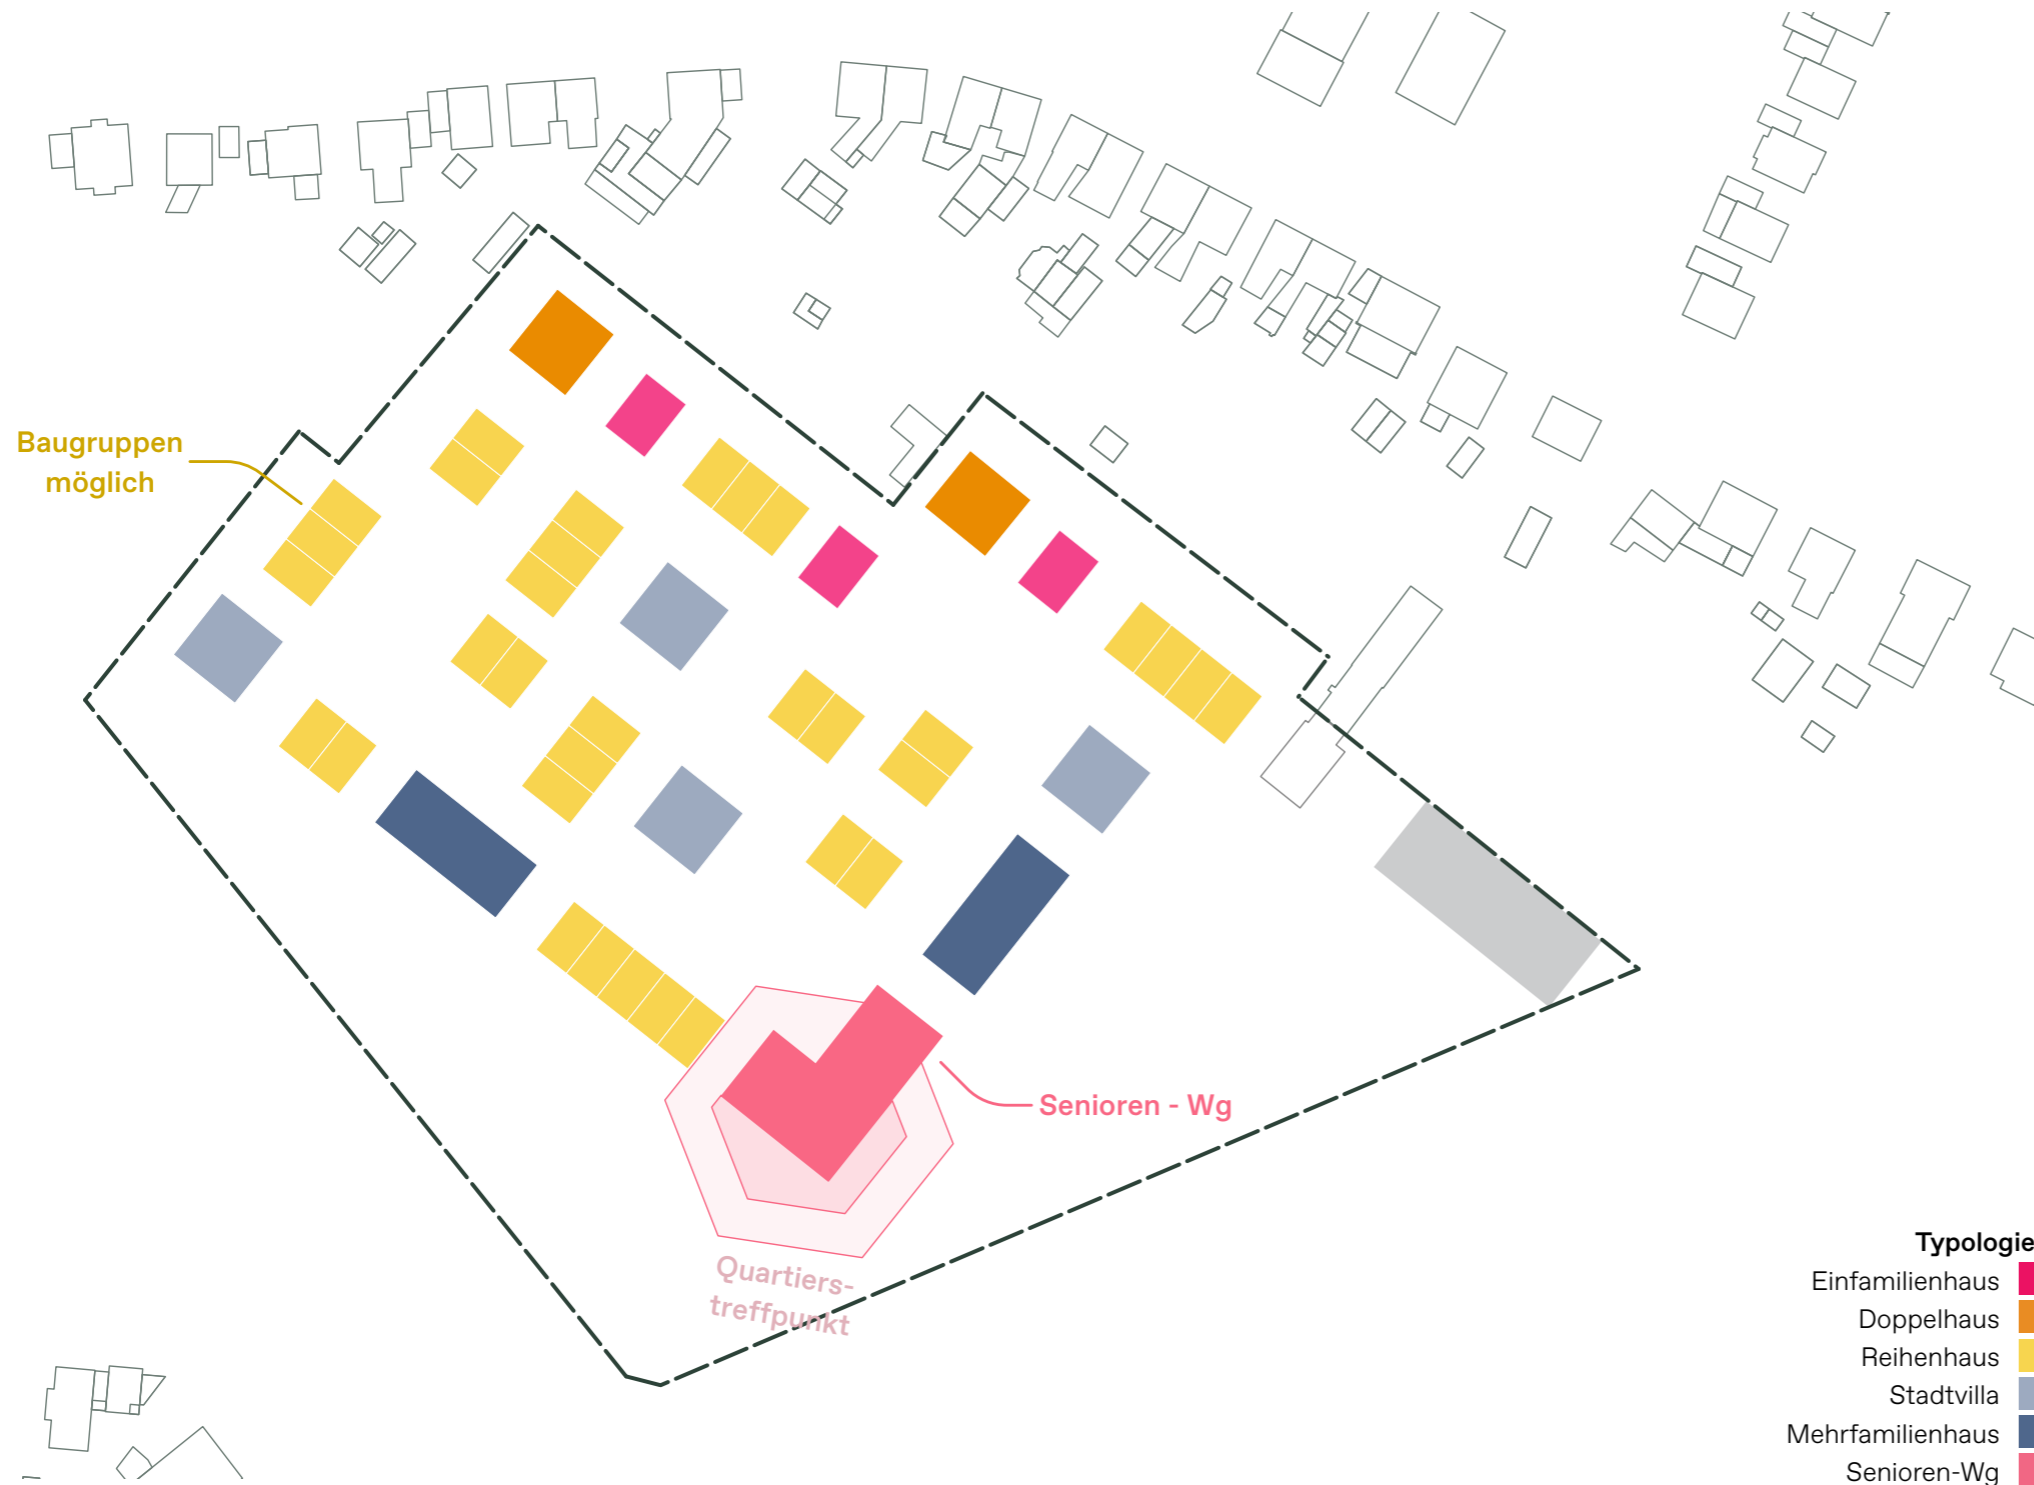 Baugruppen
möglich
Senioren - Wg
Quartiers-
treffpunkt
Typologie
Einfamilienhaus
Doppelhaus
Reihenhaus
Stadtvilla
Mehrfamilienhaus
Senioren-Wg